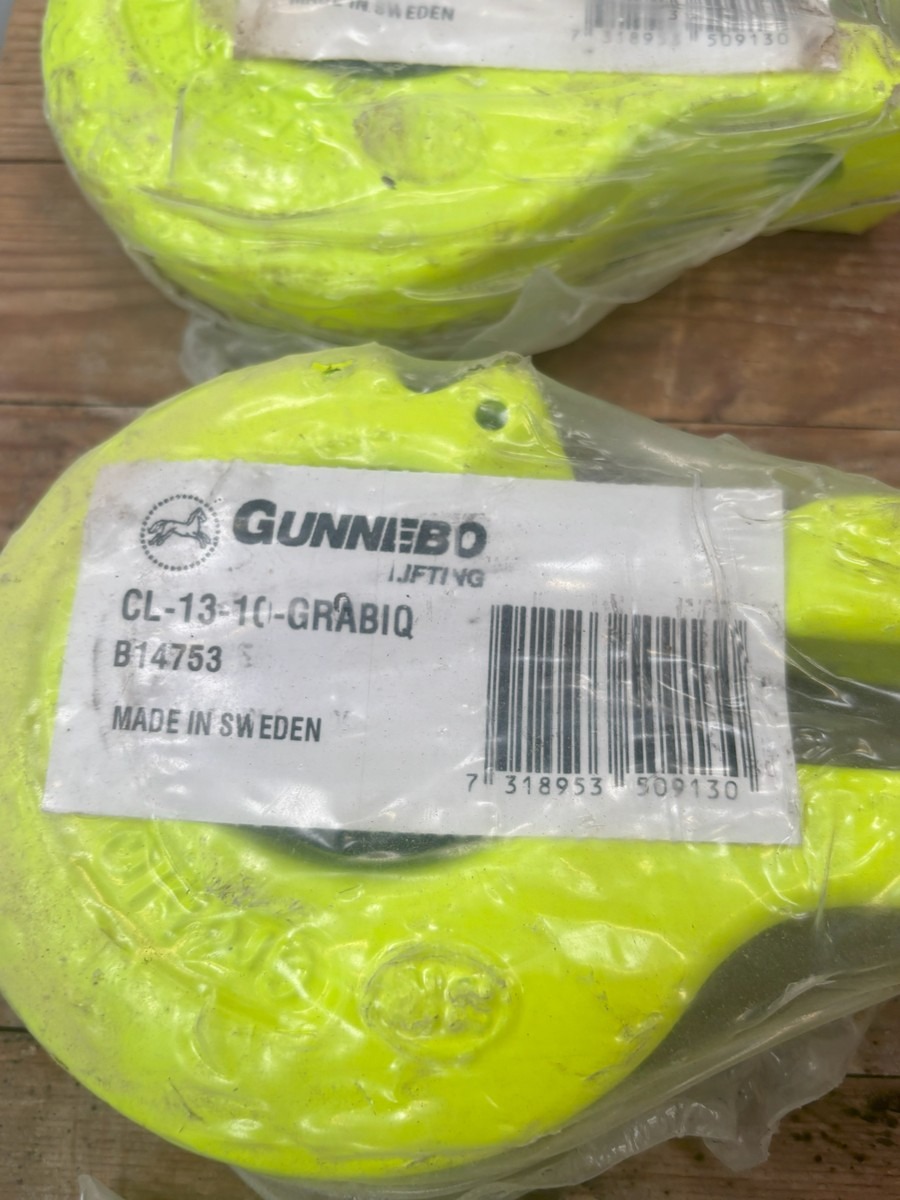 MADE IN SWEDEN
7 318953 509130
GUNNEBO
LIFTING
CL-13-10-GRABIQ
B14753
MADE IN SWEDEN
7 318953 509130